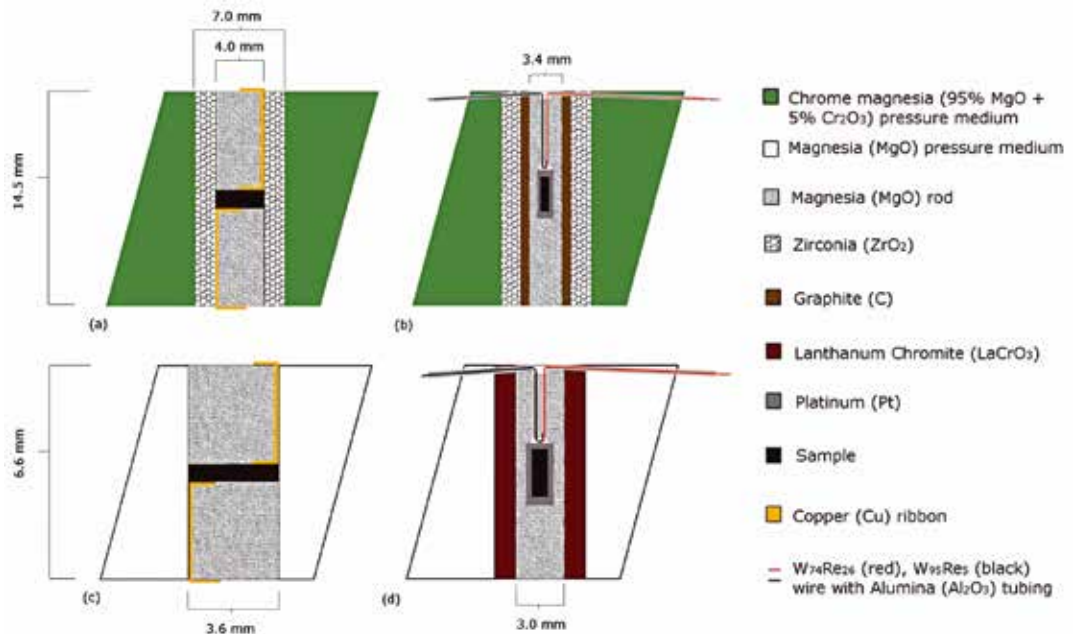 7.0 mm
4.0 mm
3.4 mm
14.5 mm
(a)
(b)
6.6 mm
(c)
(d)
3.6 mm
3.0 mm
Chrome magnesia (95% MgO +
5% Cr₂O₃) pressure medium
Magnesia (MgO) pressure medium
Magnesia (MgO) rod
Zirconia (ZrO₂)
Graphite (C)
Lanthanum Chromite (LaCrO₃)
Platinum (Pt)
Sample
Copper (Cu) ribbon
W₇₄Re₂₆ (red), W₉₅Re₅ (black)
wire with Alumina (Al₂O₃) tubing